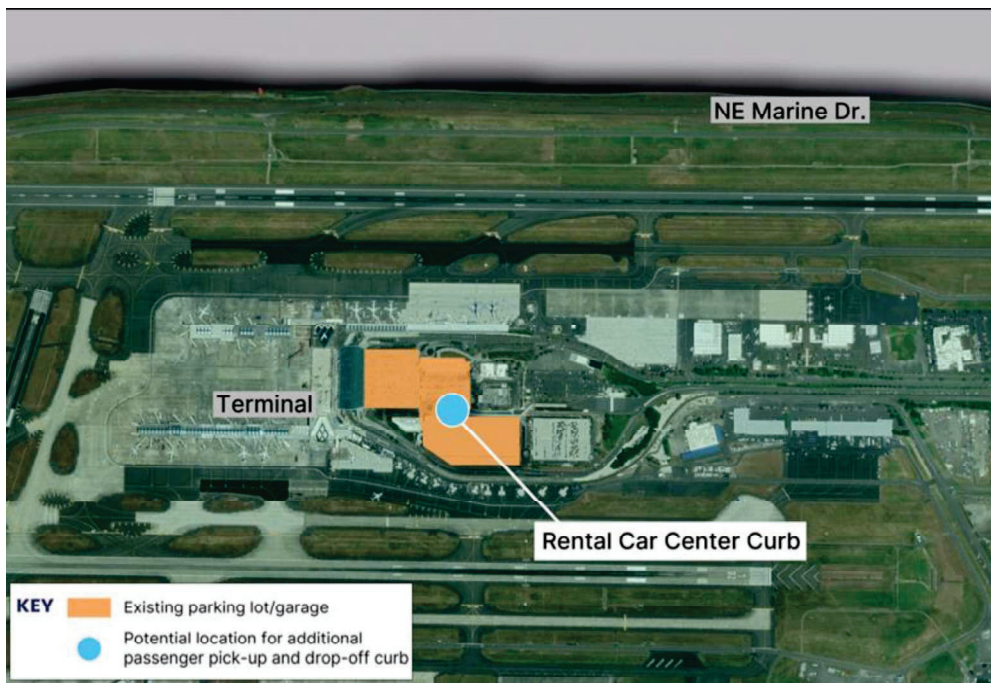 NE Marine Dr.
Terminal
Rental Car Center Curb
KEY
Existing parking lot/garage
Potential location for additional
passenger pick-up and drop-off curb